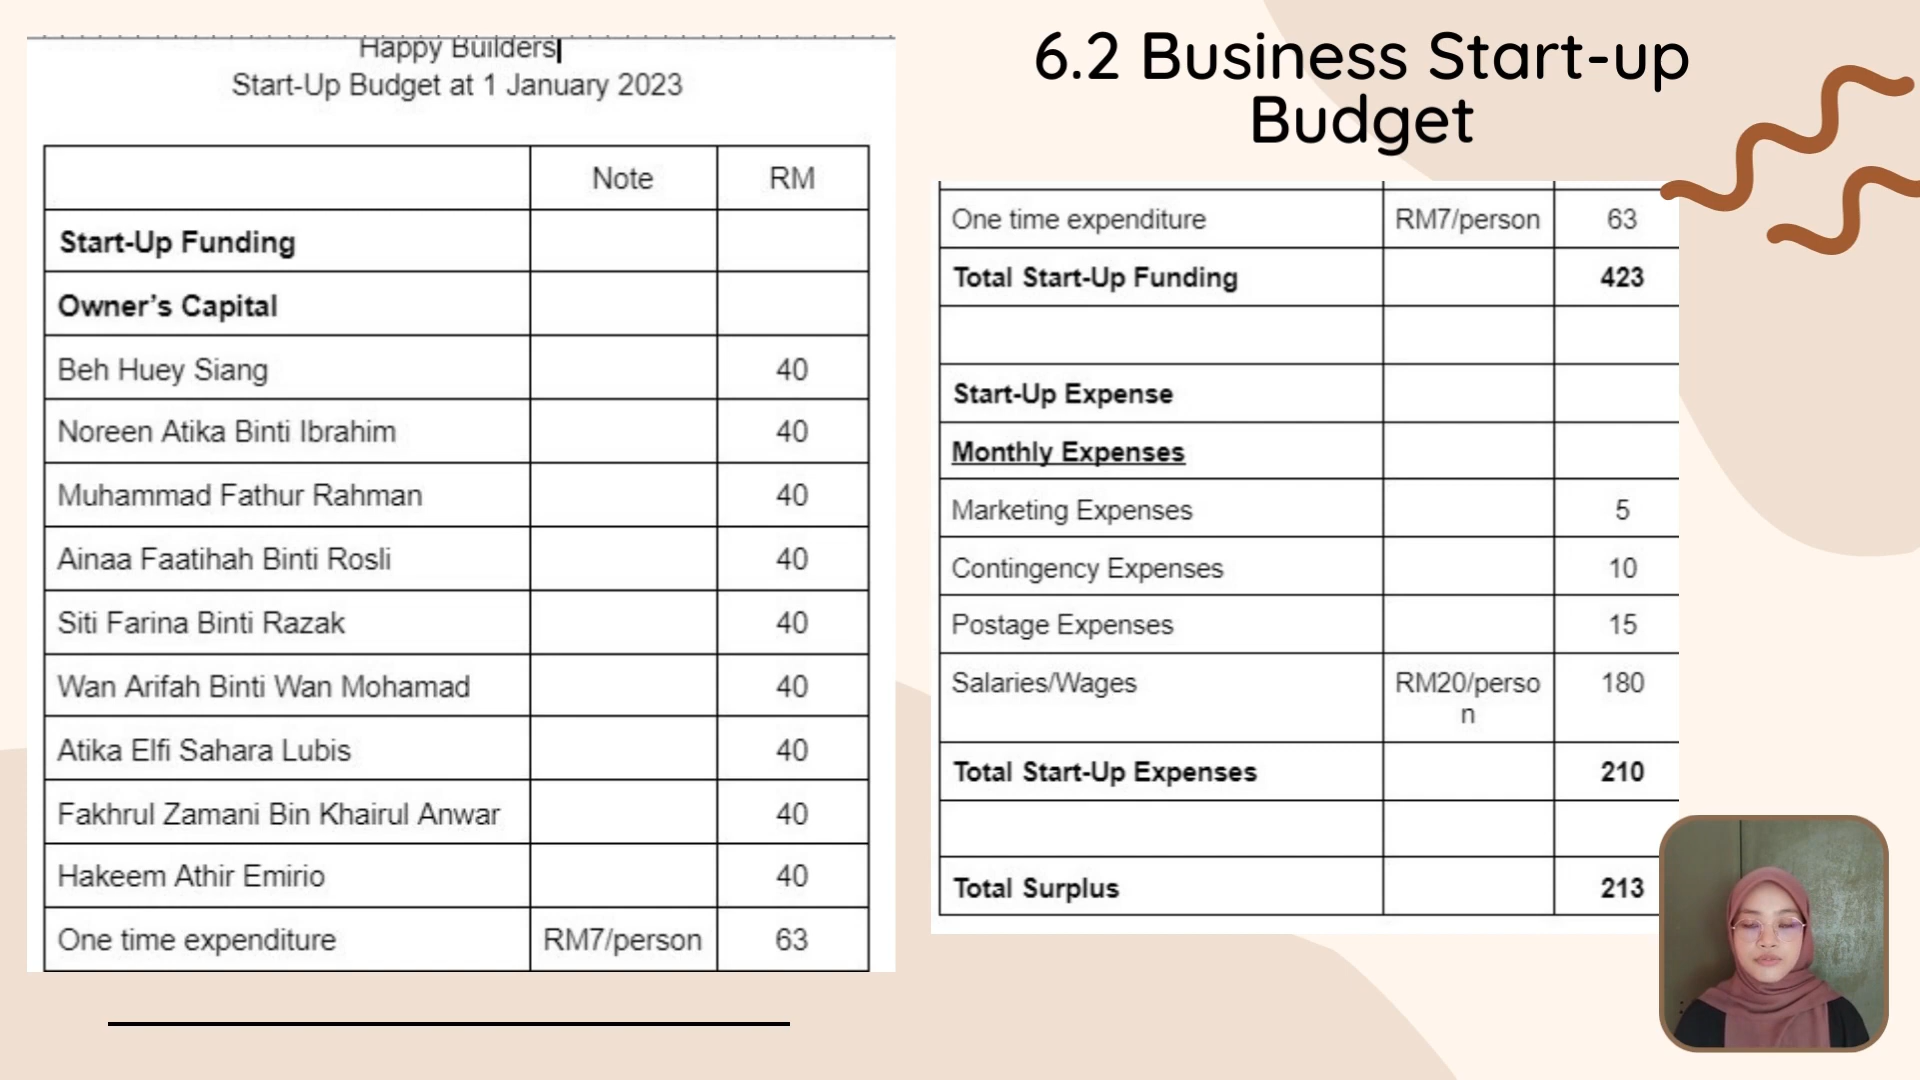 Happy Builders
Start-Up Budget at 1 January 2023
Note RM
Start-Up Funding
Owner’s Capital
Beh Huey Siang 40
Noreen Atika Binti Ibrahim 40
Muhammad Fathur Rahman 40
Ainaa Faatihah Binti Rosli 40
Siti Farina Binti Razak 40
Wan Arifah Binti Wan Mohamad 40
Atika Elfi Sahara Lubis 40
Fakhrul Zamani Bin Khairul Anwar 40
Hakeem Athir Emirio 40
One time expenditure RM7/person 63
6.2 Business Start-up
Budget
One time expenditure RM7/person 63
Total Start-Up Funding 423
Start-Up Expense
Monthly Expenses
Marketing Expenses 5
Contingency Expenses 10
Postage Expenses 15
Salaries/Wages RM20/perso 180
n
Total Start-Up Expenses 210
Total Surplus 213